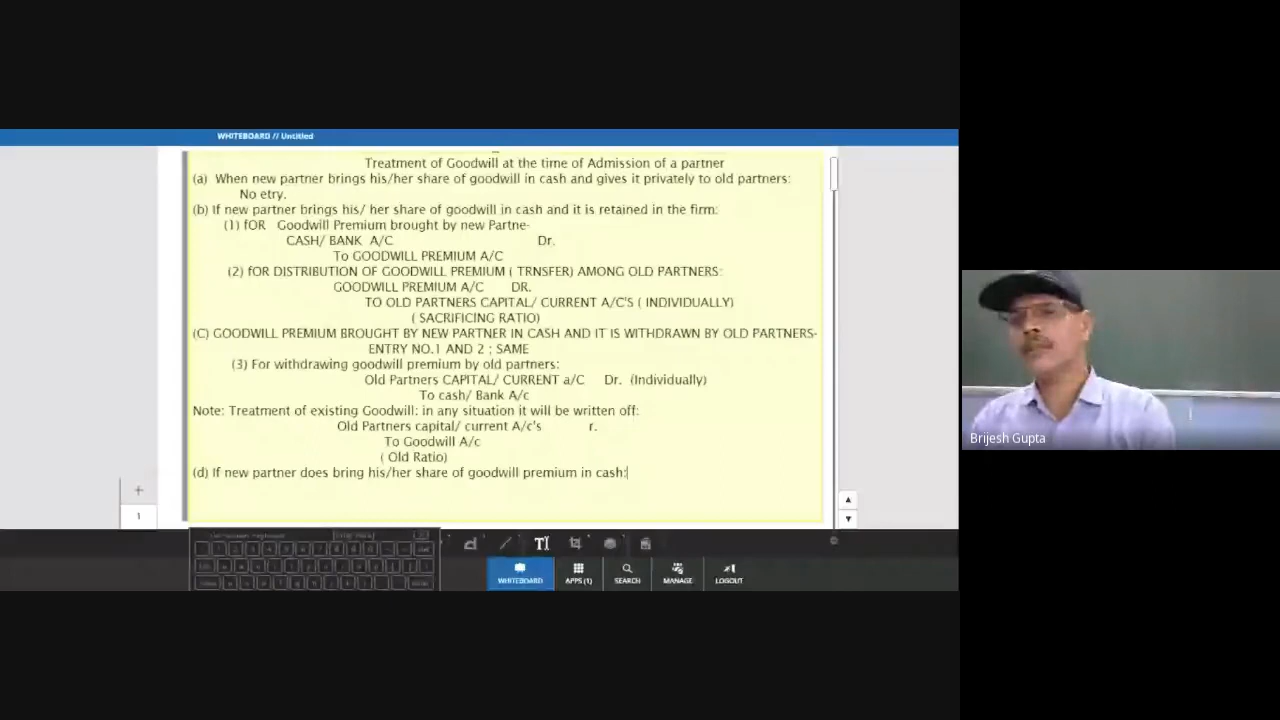 WHITEBOARD // Untitled
Treatment of Goodwill at the time of Admission of a partner
(a) When new partner brings his/her share of goodwill in cash and gives it privately to old partners:
No etry.
(b) If new partner brings his/ her share of goodwill in cash and it is retained in the firm:
(1) fOR Goodwill Premium brought by new Partne-
CASH/ BANK A/C Dr.
To GOODWILL PREMIUM A/C
(2) fOR DISTRIBUTION OF GOODWILL PREMIUM ( TRNSFER) AMONG OLD PARTNERS:
GOODWILL PREMIUM A/C DR.
TO OLD PARTNERS CAPITAL/ CURRENT A/C'S ( INDIVIDUALLY)
( SACRIFICING RATIO)
(C) GOODWILL PREMIUM BROUGHT BY NEW PARTNER IN CASH AND IT IS WITHDRAWN BY OLD PARTNERS-
ENTRY NO.1 AND 2 ; SAME
(3) For withdrawing goodwill premium by old partners:
Old Partners CAPITAL/ CURRENT a/C Dr. (Individually)
To cash/ Bank A/c
Note: Treatment of existing Goodwill: in any situation it will be written off:
Old Partners capital/ current A/c's r.
To Goodwill A/c
( Old Ratio)
(d) If new partner does bring his/her share of goodwill premium in cash:
Brijesh Gupta
1
WHITEBOARD APPS (1) SEARCH MANAGE LOGOUT